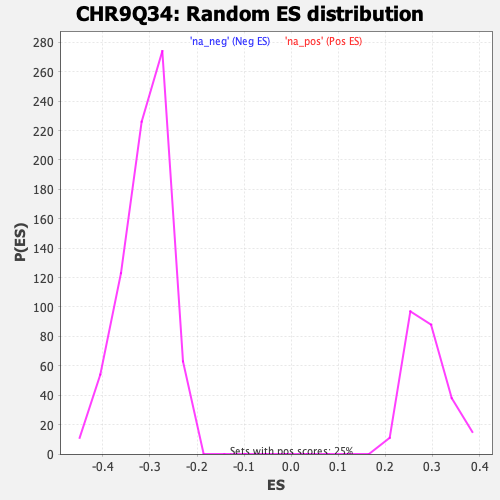 CHR9Q34: Random ES distribution
'na_neg' (Neg ES) 'na_pos' (Pos ES)
280
260
240
220
200
180
160
140
120
100
80
60
40
20
0
P(ES)
Sets with pos scores: 25%
-0.4 -0.3 -0.2 -0.1 0.0 0.1 0.2 0.3 0.4
ES